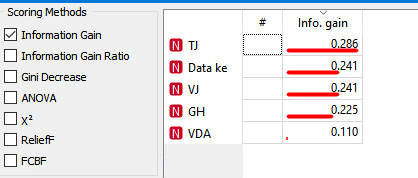 Scoring Methods
Information Gain
Information Gain Ratio
Gini Decrease
ANOVA
X²
ReliefF
FCBF
# Info. gain
N TJ 0.286
N Data ke 0.241
N VJ 0.241
N GH 0.225
N VDA 0.110